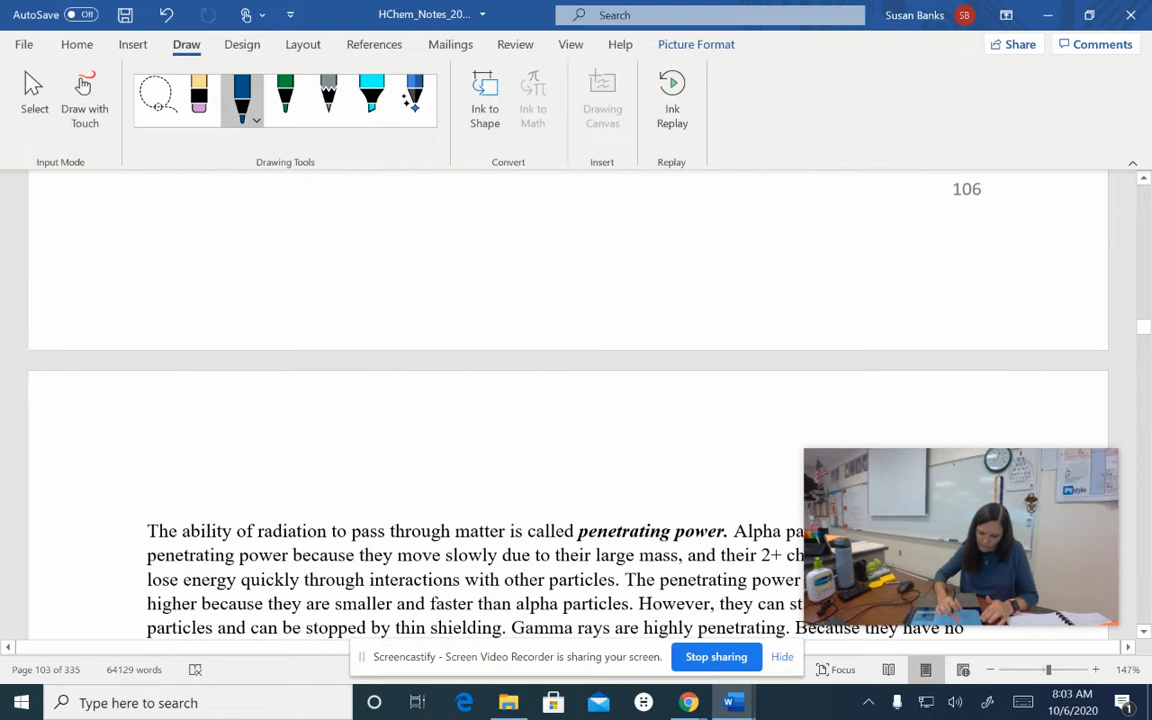 AutoSave Off HChem_Notes_20... Search Susan Banks SB
File Home Insert Draw Design Layout References Mailings Review View Help Picture Format Share Comments
Select Draw with Touch Ink to Shape Ink to Math Drawing Canvas Ink Replay
Input Mode Drawing Tools Convert Insert Replay
106
The ability of radiation to pass through matter is called penetrating power. Alpha pa
penetrating power because they move slowly due to their large mass, and their 2+ ch
lose energy quickly through interactions with other particles. The penetrating power
higher because they are smaller and faster than alpha particles. However, they can st
particles and can be stopped by thin shielding. Gamma rays are highly penetrating. Because they have no
Screencastify - Screen Video Recorder is sharing your screen. Stop sharing Hide
Page 103 of 335 64129 words Focus 147%
Type here to search 8:03 AM
10/6/2020 1